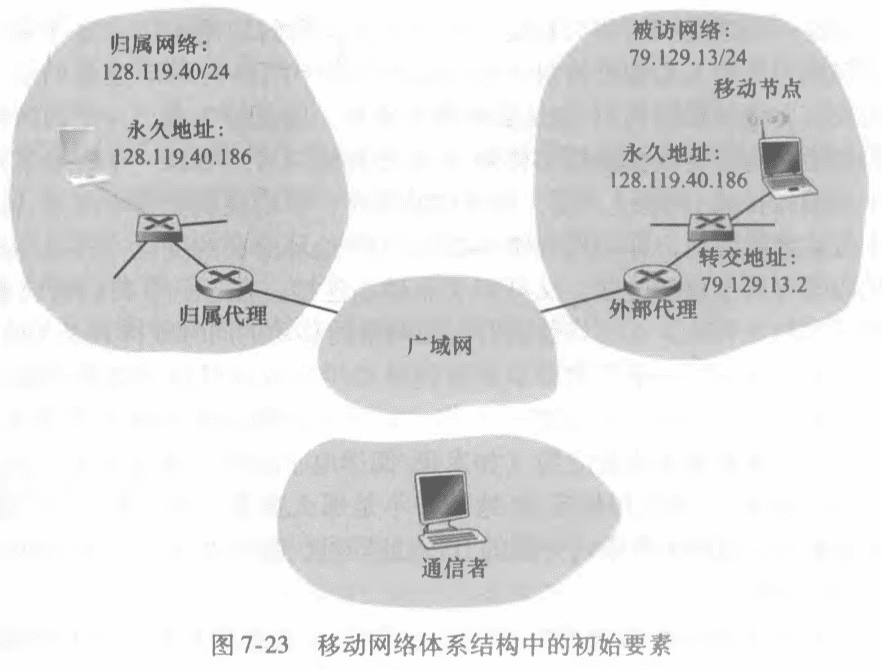 归属网络：
128.119.40/24
永久地址：
128.119.40.186
归属代理
被访网络：
79.129.13/24
移动节点
永久地址：
128.119.40.186
转交地址：
79.129.13.2
外部代理
广域网
通信者
图 7-23 移动网络体系结构中的初始要素